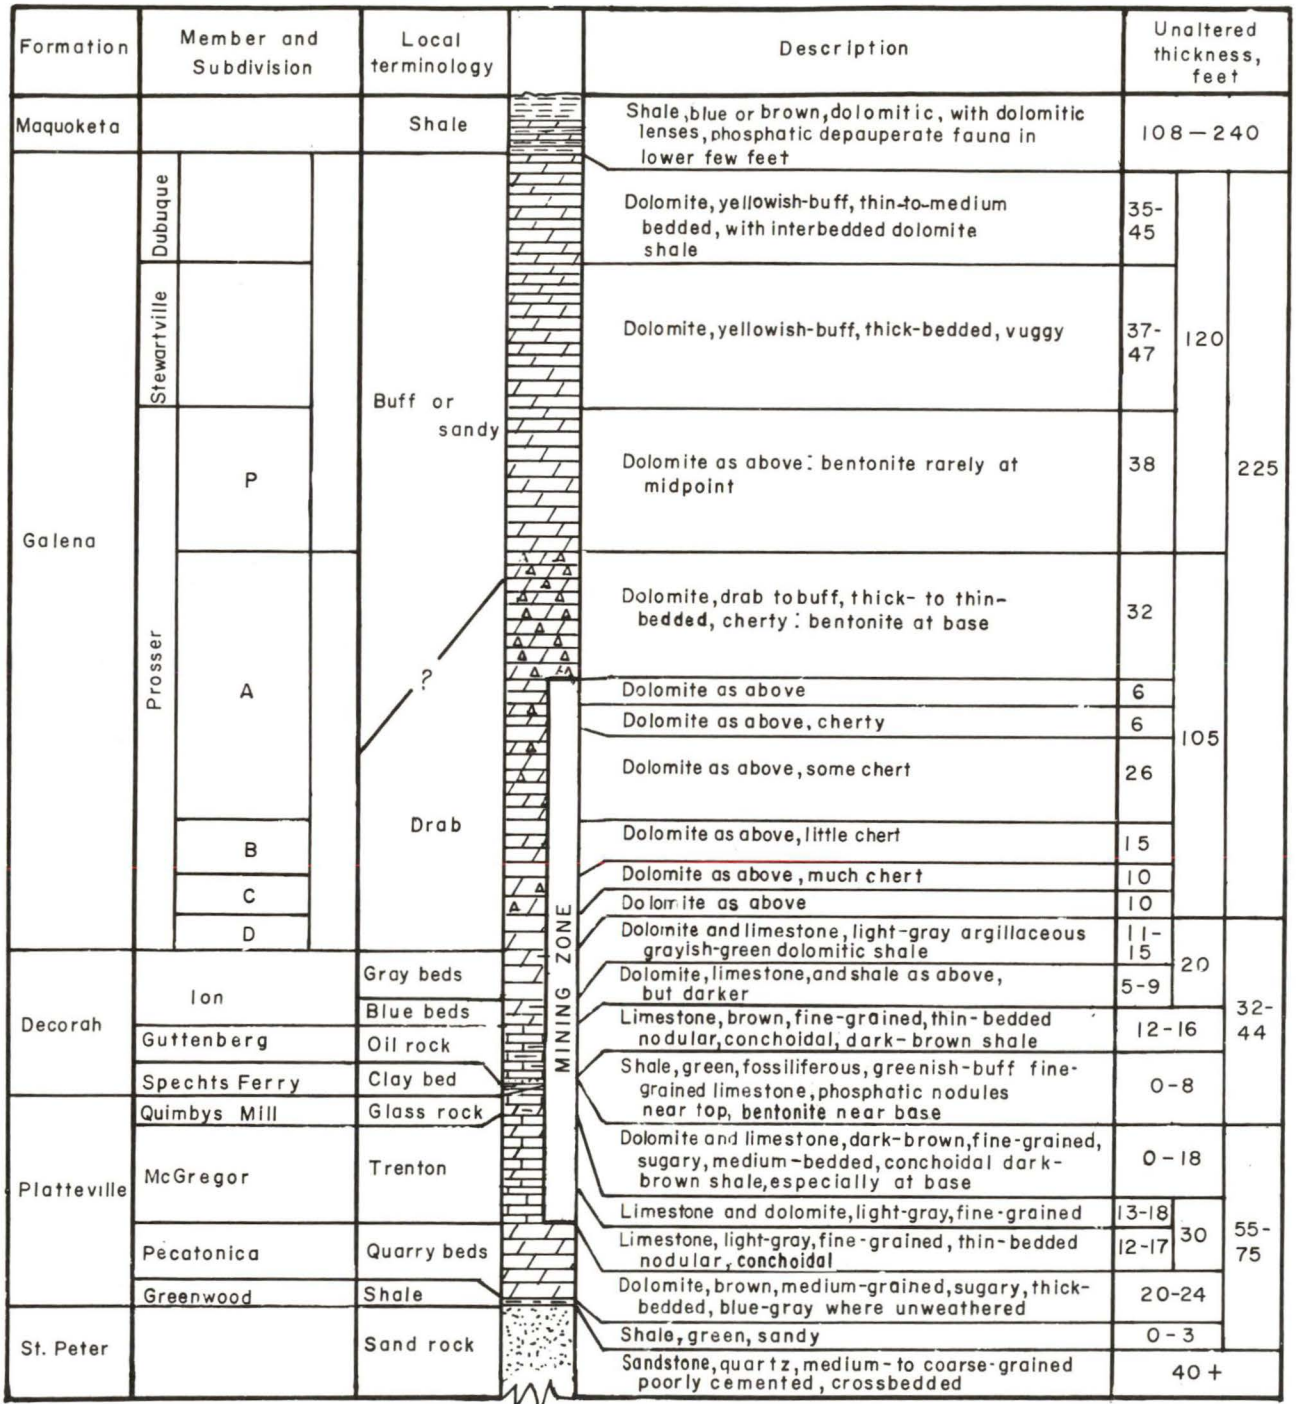 Formation
Member and
Subdivision
Local
terminology
Description
Unaltered
thickness,
feet
Maquoketa
Shale
Shale, blue or brown, dolomitic, with dolomitic
lenses, phosphatic depauperate fauna in
lower few feet
108-240
Galena
Dubuque
Dolomite, yellowish-buff, thin-to-medium
bedded, with interbedded dolomite
shale
35-
45
Stewartville
Dolomite, yellowish-buff, thick-bedded, vuggy
37-
47
120
Buff or
sandy
Prosser
P
Dolomite as above: bentonite rarely at
midpoint
38
225
A
Dolomite, drab to buff, thick- to thin-
bedded, cherty: bentonite at base
32
?
Dolomite as above
6
Dolomite as above, cherty
6
105
Dolomite as above, some chert
26
Drab
B
Dolomite as above, little chert
15
C
Dolomite as above, much chert
10
Dolomite as above
10
D
MINING ZONE
Dolomite and limestone, light-gray argillaceous
grayish-green dolomitic shale
11-
15
20
Decorah
Ion
Gray beds
Dolomite, limestone, and shale as above,
but darker
5-9
32-
44
Blue beds
Limestone, brown, fine-grained, thin-bedded
nodular, conchoidal, dark-brown shale
12-16
Guttenberg
Oil rock
Shale, green, fossiliferous, greenish-buff fine-
grained limestone, phosphatic nodules
near top, bentonite near base
0-8
Spechts Ferry
Clay bed
Platteville
Quimbys Mill
Glass rock
Dolomite and limestone, dark-brown, fine-grained,
sugary, medium-bedded, conchoidal dark-
brown shale, especially at base
0-18
55-
75
McGregor
Trenton
Limestone and dolomite, light-gray, fine-grained
13-18
30
Limestone, light-gray, fine-grained, thin-bedded
nodular, conchoidal
12-17
Pecatonica
Quarry beds
Dolomite, brown, medium-grained, sugary, thick-
bedded, blue-gray where unweathered
20-24
Greenwood
Shale
Shale, green, sandy
0-3
St. Peter
Sand rock
Sandstone, quartz, medium- to coarse-grained
poorly cemented, crossbedded
40+